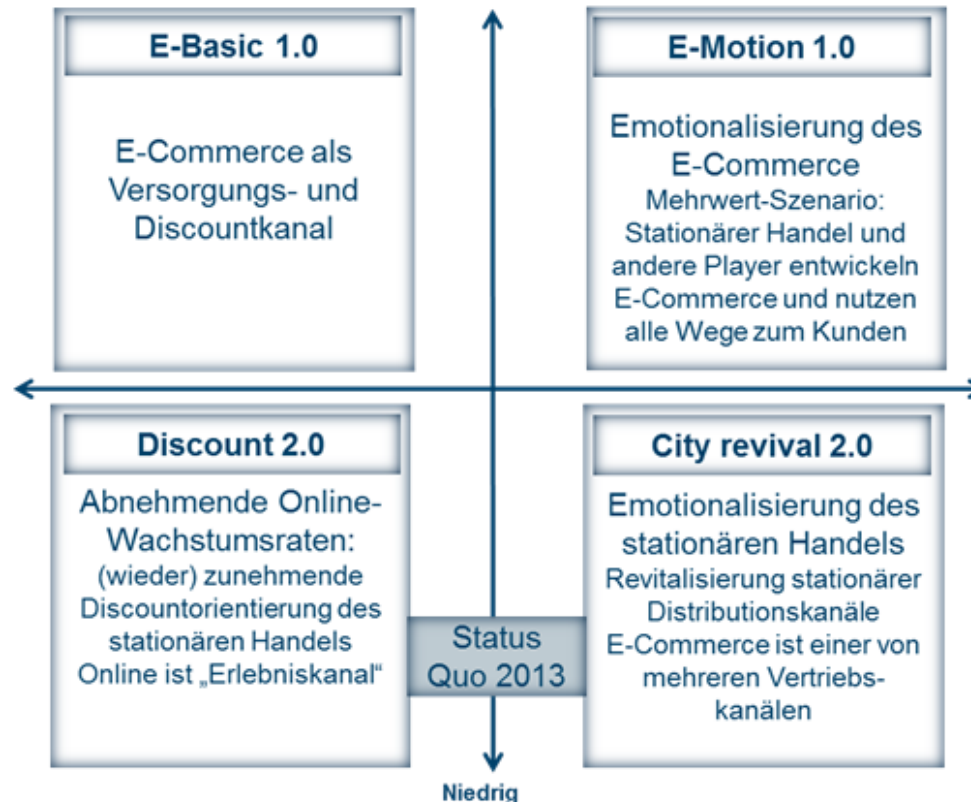 E-Basic 1.0
E-Commerce als
Versorgungs- und
Discountkanal
E-Motion 1.0
Emotionalisierung des
E-Commerce
Mehrwert-Szenario:
Stationärer Handel und
andere Player entwickeln
E-Commerce und nutzen
alle Wege zum Kunden
Discount 2.0
Abnehmende Online-
Wachstumsraten:
(wieder) zunehmende
Discountorientierung des
stationären Handels
Online ist „Erlebniskanal“
Status
Quo 2013
City revival 2.0
Emotionalisierung des
stationären Handels
Revitalisierung stationärer
Distributionskanäle
E-Commerce ist einer von
mehreren Vertriebs-
kanälen
Niedrig